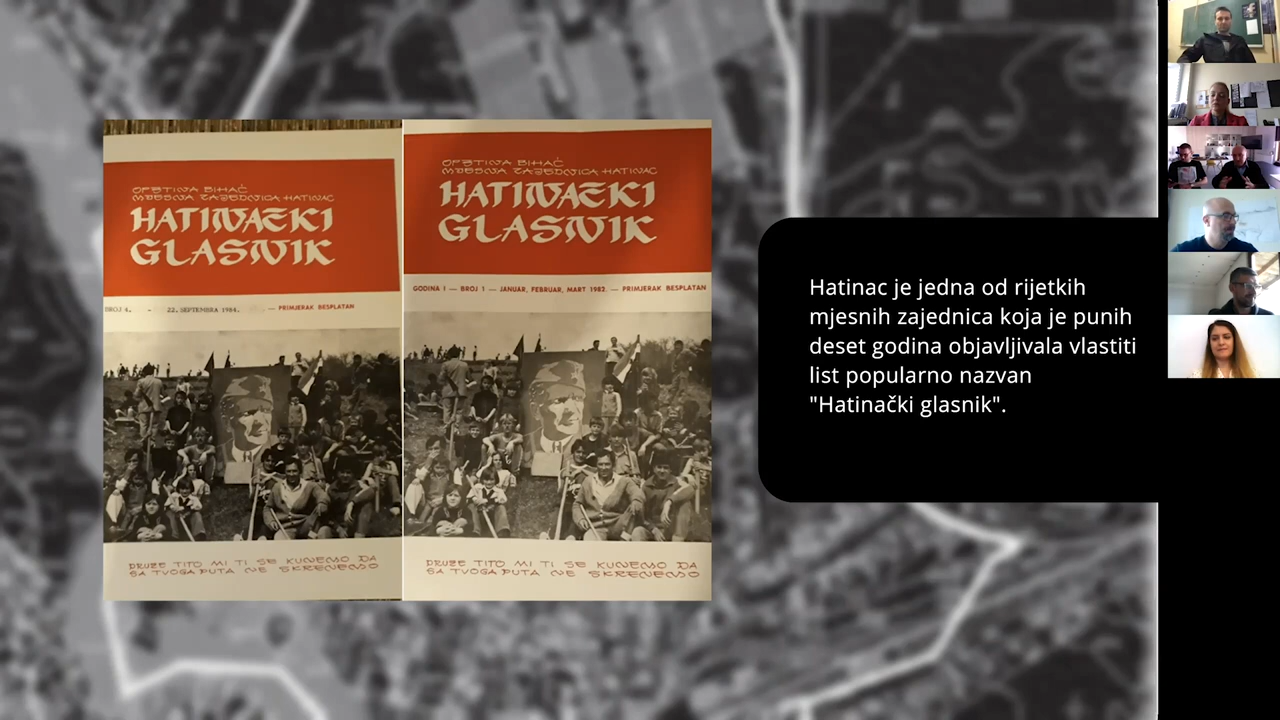 OPŠTINA BIHAĆ
MJESNA ZAJEDNICA HATINAC
HATINAČKI
GLASNIK
BROJ 4. - 22. SEPTEMBRA 1984. — PRIMJERAK BESPLATAN
DRUŽE TITO MI TI SE KUNEMO DA
SA TVOGA PUTA NE SKRENEMO
OPŠTINA BIHAĆ
MJESNA ZAJEDNICA HATINAC
HATINAČKI
GLASNIK
GODINA I — BROJ 1 — JANUAR, FEBRUAR, MART 1982. — PRIMJERAK BESPLATAN
DRUŽE TITO MI TI SE KUNEMO DA
SA TVOGA PUTA NE SKRENEMO
Hatinac je jedna od rijetkih
mjesnih zajednica koja je punih
deset godina objavljivala vlastiti
list popularno nazvan
"Hatinački glasnik".